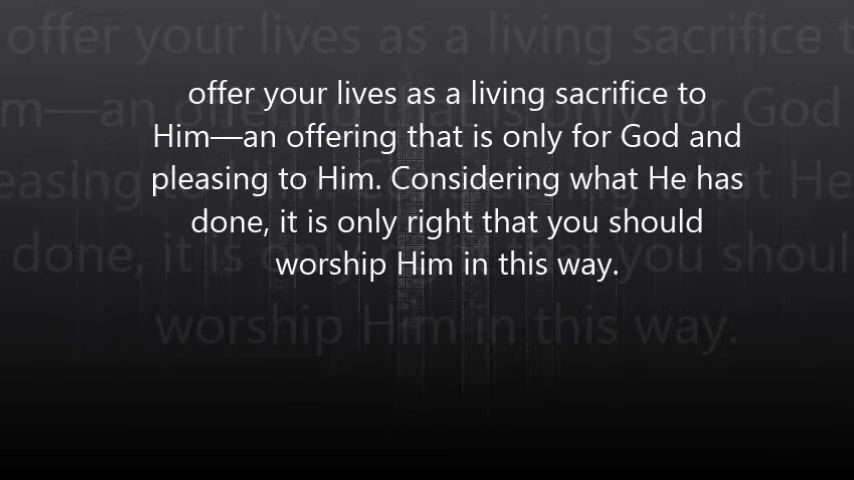 offer your lives as a living sacrifice to
Him—an offering that is only for God and
pleasing to Him. Considering what He has
done, it is only right that you should
worship Him in this way.